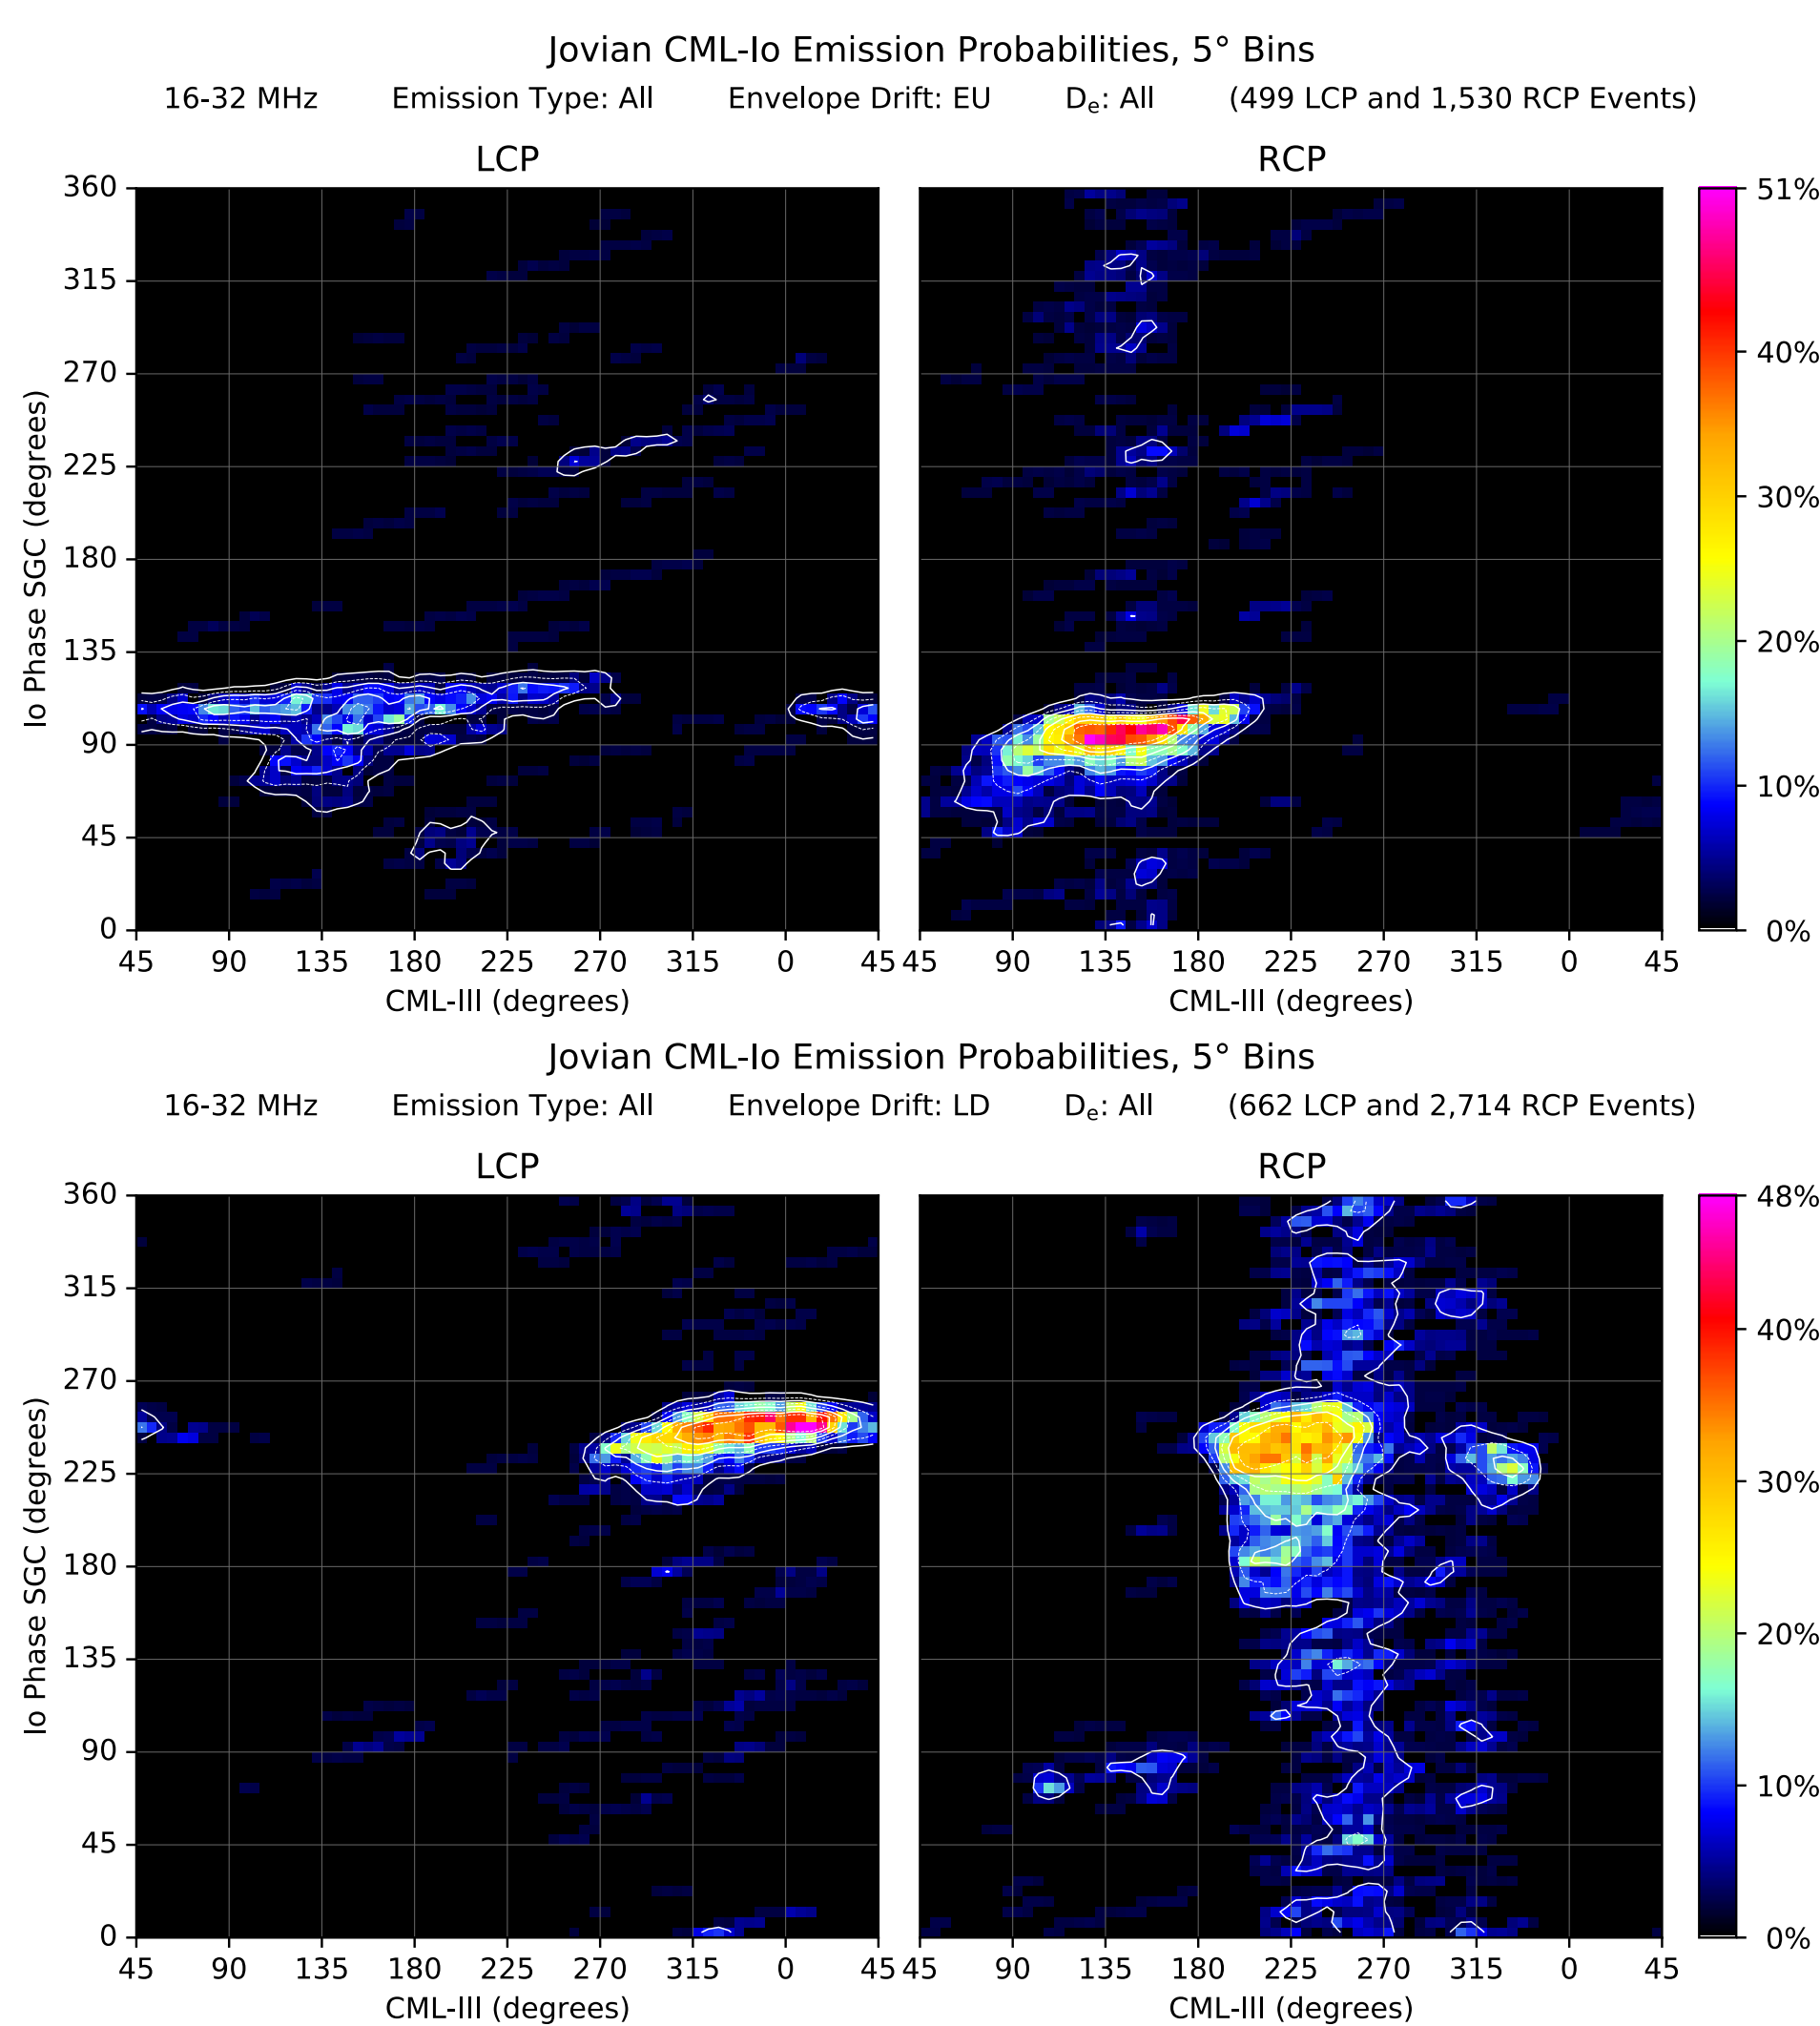 Jovian CML-Io Emission Probabilities, 5° Bins
16-32 MHz Emission Type: All Envelope Drift: EU De: All (499 LCP and 1,530 RCP Events)
LCP RCP
360
315
270
225
180
135
90
45
0
Io Phase SGC (degrees)
51%
40%
30%
20%
10%
0%
45 90 135 180 225 270 315 0 45 45 90 135 180 225 270 315 0 45
CML-III (degrees) CML-III (degrees)
Jovian CML-Io Emission Probabilities, 5° Bins
16-32 MHz Emission Type: All Envelope Drift: LD De: All (662 LCP and 2,714 RCP Events)
LCP RCP
360
315
270
225
180
135
90
45
0
Io Phase SGC (degrees)
48%
40%
30%
20%
10%
0%
45 90 135 180 225 270 315 0 45 45 90 135 180 225 270 315 0 45
CML-III (degrees) CML-III (degrees)